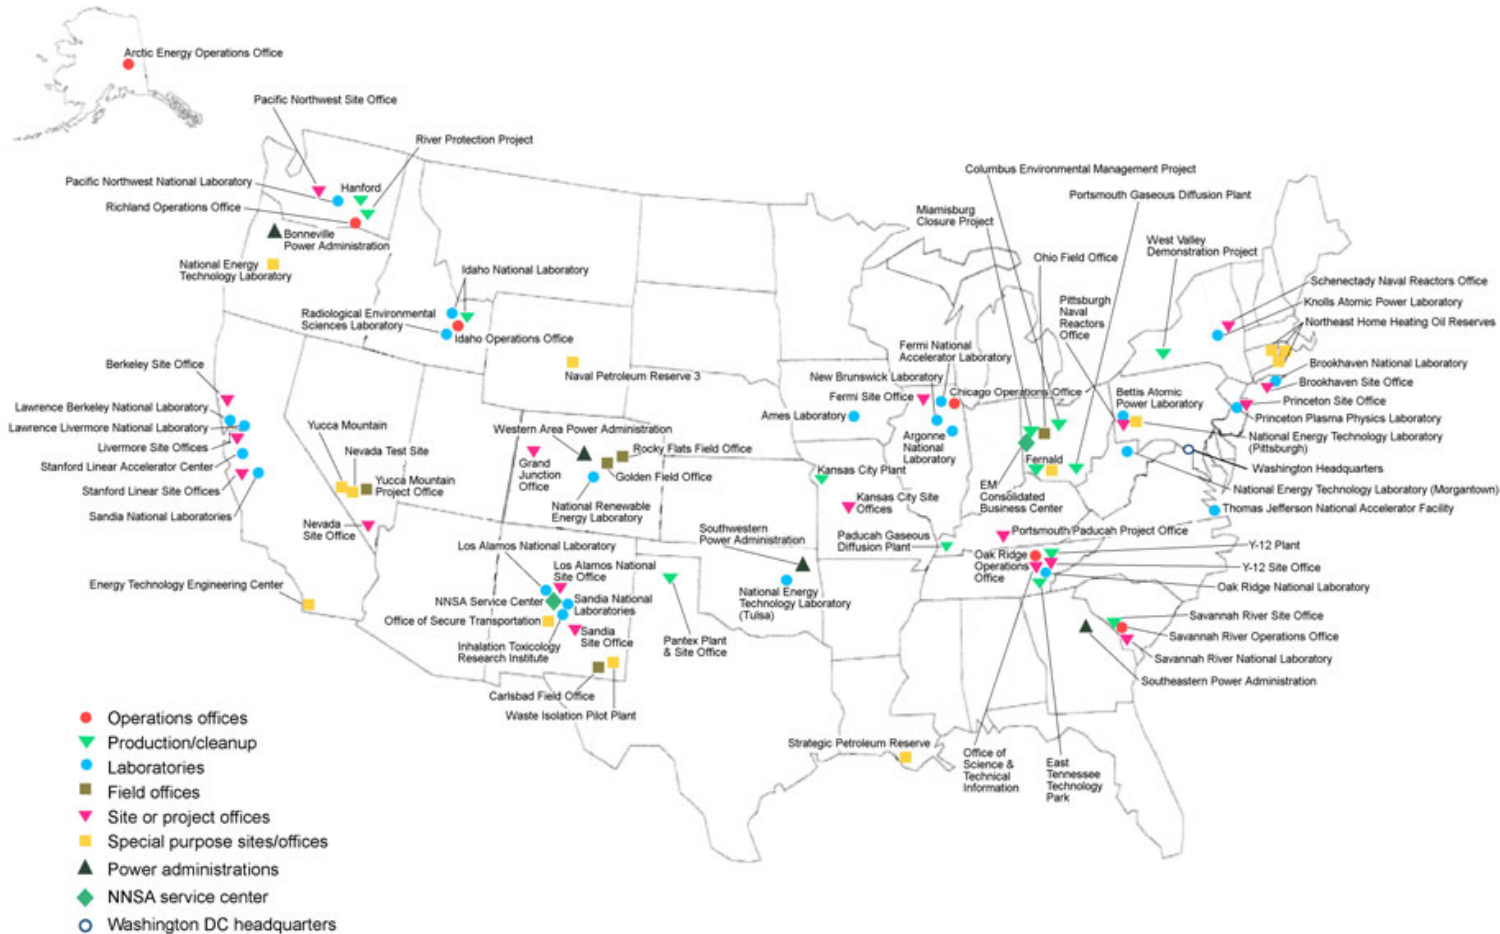 Arctic Energy Operations Office
Pacific Northwest Site Office
River Protection Project
Pacific Northwest National Laboratory
Hanford
Richland Operations Office
Bonneville
Power Administration
National Energy
Technology Laboratory
Idaho National Laboratory
Radiological Environmental
Sciences Laboratory
Idaho Operations Office
Naval Petroleum Reserve 3
Berkeley Site Office
Lawrence Berkeley National Laboratory
Lawrence Livermore National Laboratory
Livermore Site Offices
Stanford Linear Accelerator Center
Stanford Linear Site Offices
Sandia National Laboratories
Yucca Mountain
Nevada Test Site
Yucca Mountain
Project Office
Nevada
Site Office
Energy Technology Engineering Center
Western Area Power Administration
Rocky Flats Field Office
Grand
Junction
Office
Golden Field Office
National Renewable
Energy Laboratory
Los Alamos National Laboratory
Los Alamos National
Site Office
NNSA Service Center
Sandia National
Laboratories
Office of Secure Transportation
Sandia
Site Office
Inhalation Toxicology
Research Institute
Carlsbad Field Office
Waste Isolation Pilot Plant
Pantex Plant
& Site Office
Southwestern
Power Administration
National Energy
Technology Laboratory
(Tulsa)
Kansas City Plant
Kansas City Site
Offices
Paducah Gaseous
Diffusion Plant
Strategic Petroleum Reserve
Columbus Environmental Management Project
Portsmouth Gaseous Diffusion Plant
Miamisburg
Closure Project
West Valley
Demonstration Project
Ohio Field Office
Pittsburgh
Naval
Reactors
Office
Fermi National
Accelerator Laboratory
New Brunswick Laboratory
Chicago Operations Office
Fermi Site Office
Ames Laboratory
Argonne
National
Laboratory
Fernald
EM
Consolidated
Business Center
Bettis Atomic
Power Laboratory
Schenectady Naval Reactors Office
Knolls Atomic Power Laboratory
Northeast Home Heating Oil Reserves
Brookhaven National Laboratory
Brookhaven Site Office
Princeton Site Office
Princeton Plasma Physics Laboratory
National Energy Technology Laboratory
(Pittsburgh)
Washington Headquarters
National Energy Technology Laboratory (Morgantown)
Thomas Jefferson National Accelerator Facility
Portsmouth/Paducah Project Office
Oak Ridge
Operations
Office
Y-12 Plant
Y-12 Site Office
Oak Ridge National Laboratory
Savannah River Site Office
Savannah River Operations Office
Savannah River National Laboratory
Southeastern Power Administration
Office of
Science &
Technical
Information
East
Tennessee
Technology
Park
Operations offices
Production/cleanup
Laboratories
Field offices
Site or project offices
Special purpose sites/offices
Power administrations
NNSA service center
Washington DC headquarters